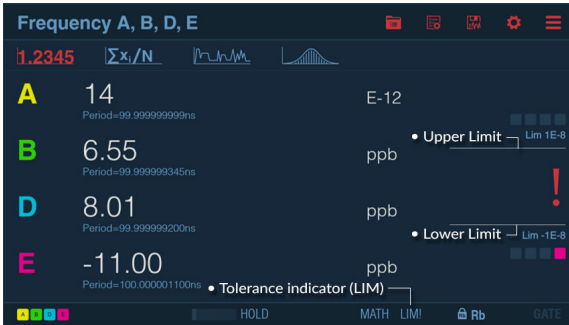 Frequency A, B, D, E
1.2345
∑xᵢ/N
A
14
E-12
Period=99.999999999ns
• Upper Limit
Lim 1E-8
B
6.55
ppb
Period=99.999999345ns
!
D
8.01
ppb
Period=99.999999200ns
• Lower Limit
Lim -1E-8
E
-11.00
ppb
Period=100.000001100ns
• Tolerance indicator (LIM)
A B D E
HOLD
MATH LIM!
Rb
GATE